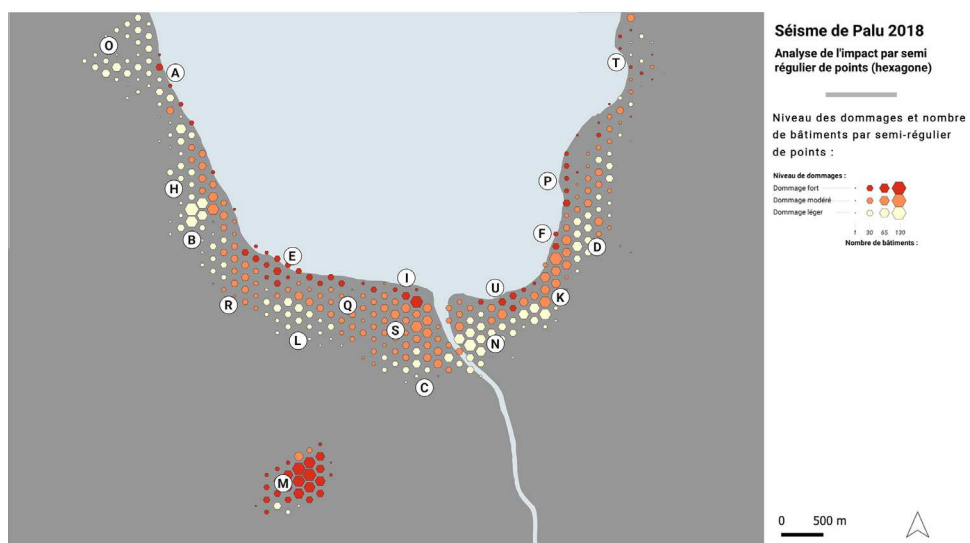 Séisme de Palu 2018
Analyse de l'impact par semi
régulier de points (hexagone)
Niveau des dommages et nombre
de bâtiments par semi-régulier
de points :
Niveau de dommages :
Dommage fort
Dommage modéré
Dommage léger
1 30 65 130
Nombre de bâtiments :
O
A
T
H
P
B
F
D
E
I
U
K
R
Q
S
L
N
C
M
0 500 m